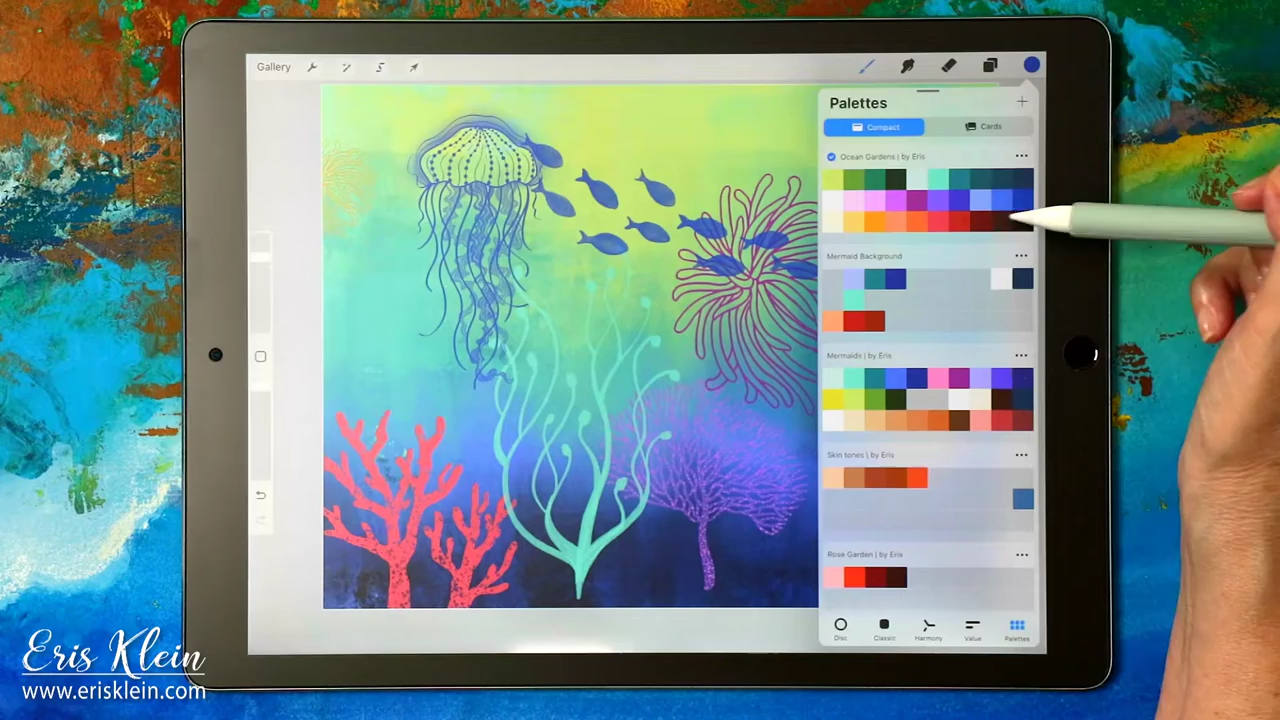 Gallery
Palettes
Compact
Cards
Ocean Gardens | by Eris
Mermaid Background
Mermaids | by Eris
Skin tones | by Eris
Rose Garden | by Eris
Disc
Classic
Harmony
Value
Palettes
Eris Klein
www.erisklein.com